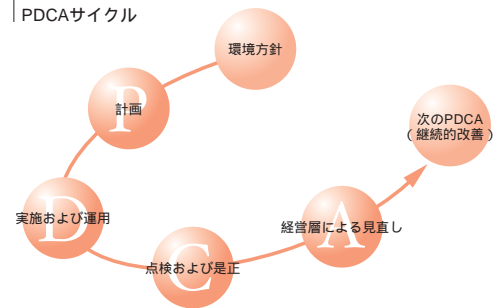 PDCAサイクル
環境方針
P
計画
D
実施および運用
C
点検および是正
A
経営層による見直し
次のPDCA
(継続的改善)